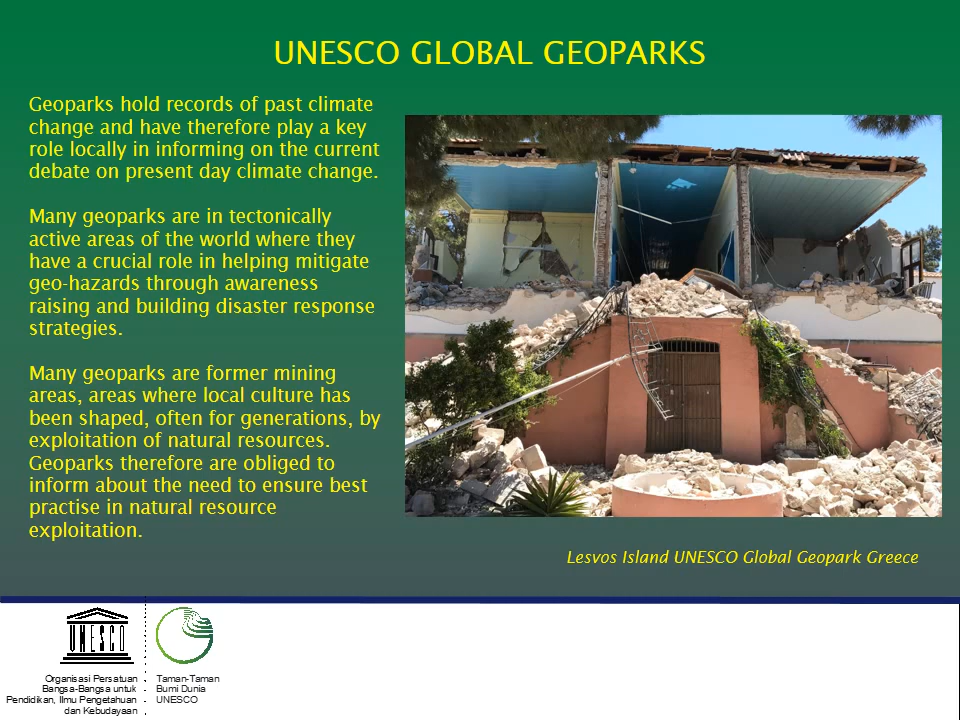 UNESCO GLOBAL GEOPARKS
Geoparks hold records of past climate
change and have therefore play a key
role locally in informing on the current
debate on present day climate change.
Many geoparks are in tectonically
active areas of the world where they
have a crucial role in helping mitigate
geo-hazards through awareness
raising and building disaster response
strategies.
Many geoparks are former mining
areas, areas where local culture has
been shaped, often for generations, by
exploitation of natural resources.
Geoparks therefore are obliged to
inform about the need to ensure best
practise in natural resource
exploitation.
Lesvos Island UNESCO Global Geopark Greece
UNESCO
Organisasi Persatuan
Bangsa-Bangsa untuk
Pendidikan, Ilmu Pengetahuan
dan Kebudayaan
Taman-Taman
Bumi Dunia
UNESCO